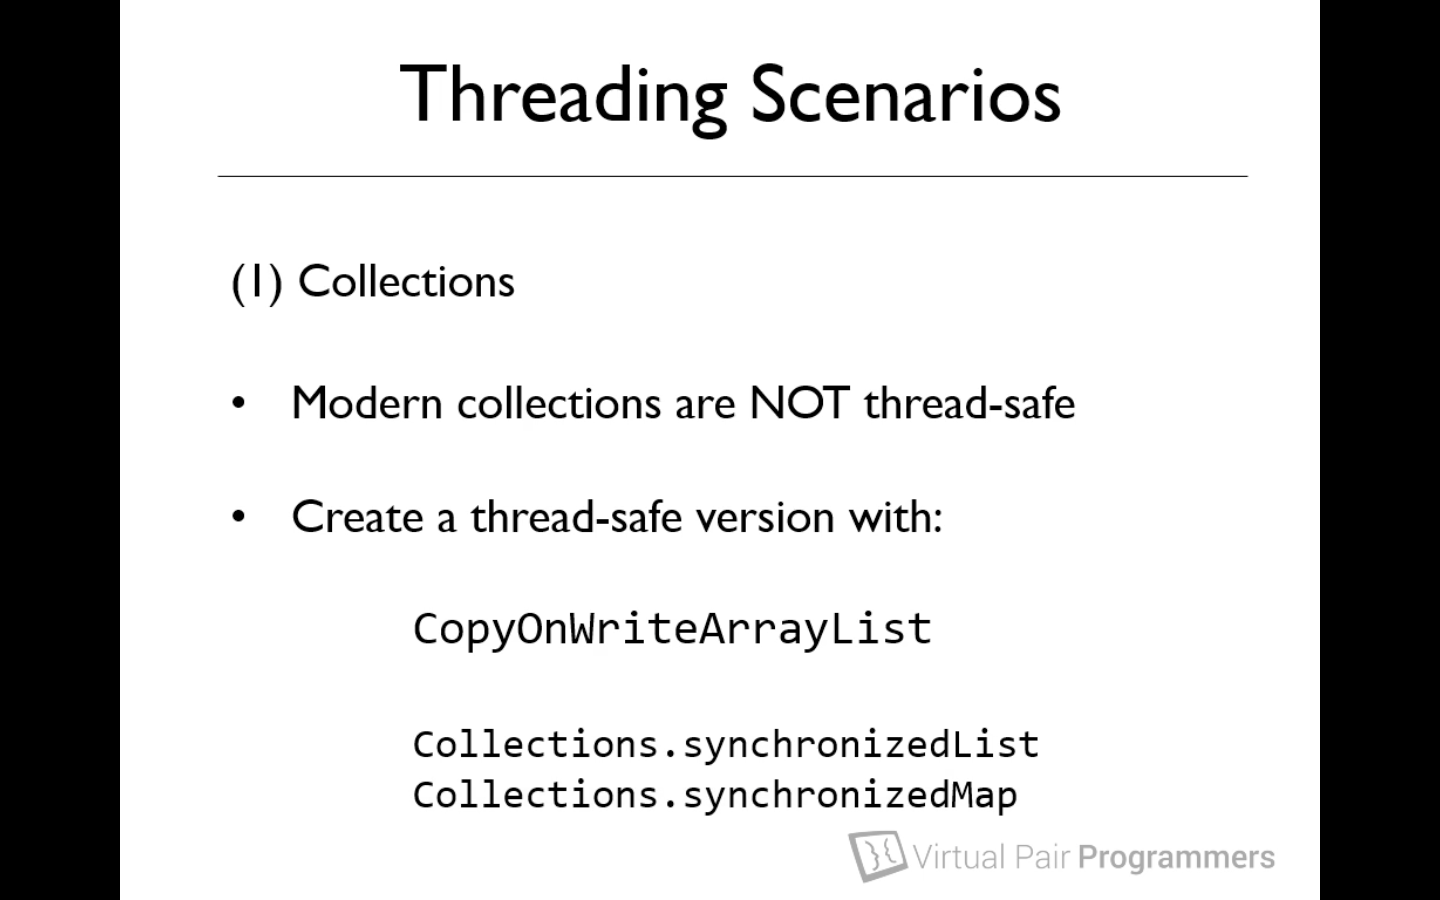 Threading Scenarios
(1) Collections
• Modern collections are NOT thread-safe
• Create a thread-safe version with:
CopyOnWriteArrayList
Collections.synchronizedList
Collections.synchronizedMap
Virtual Pair Programmers